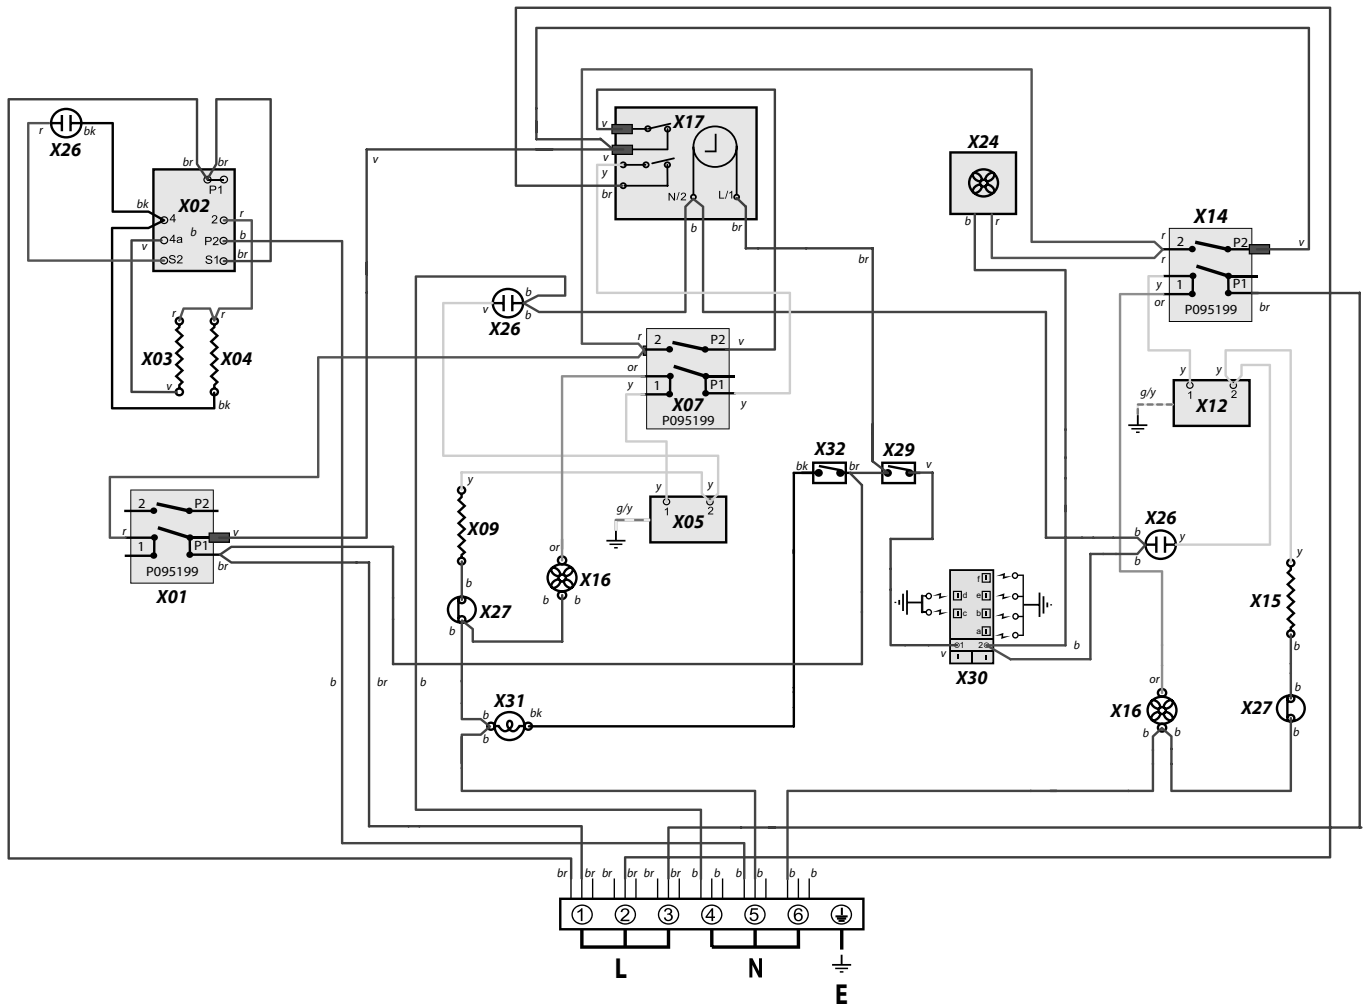 X26
r
bk
br
br
P1
X02
bk
4
2
r
b
v
4a
P2
b
S2
S1
br
r
r
X03
X04
v
bk
v
X17
v
v
y
br
N/2
L/1
b
br
br
X24
b
r
X14
r
2
P2
v
r
y
1
P1
or
br
P095199
b
v
b
X26
r
2
P2
v
or
1
P1
y
X07
y
P095199
y
y
g/y
1
2
X12
X32
X29
bk
br
v
2
P2
r
v
1
P1
br
P095199
X01
y
y
y
X09
g/y
1
2
X05
or
X16
b
b
b
X27
b
b
X26
y
b
f
d
e
c
b
a
1
2
v
b
X30
y
X15
b
b
br
b
X31
b
bk
b
or
X16
b
b
b
X27
b
br
br
br
br
br
br
b
b
b
b
b
b
1
2
3
4
5
6
L
N
E